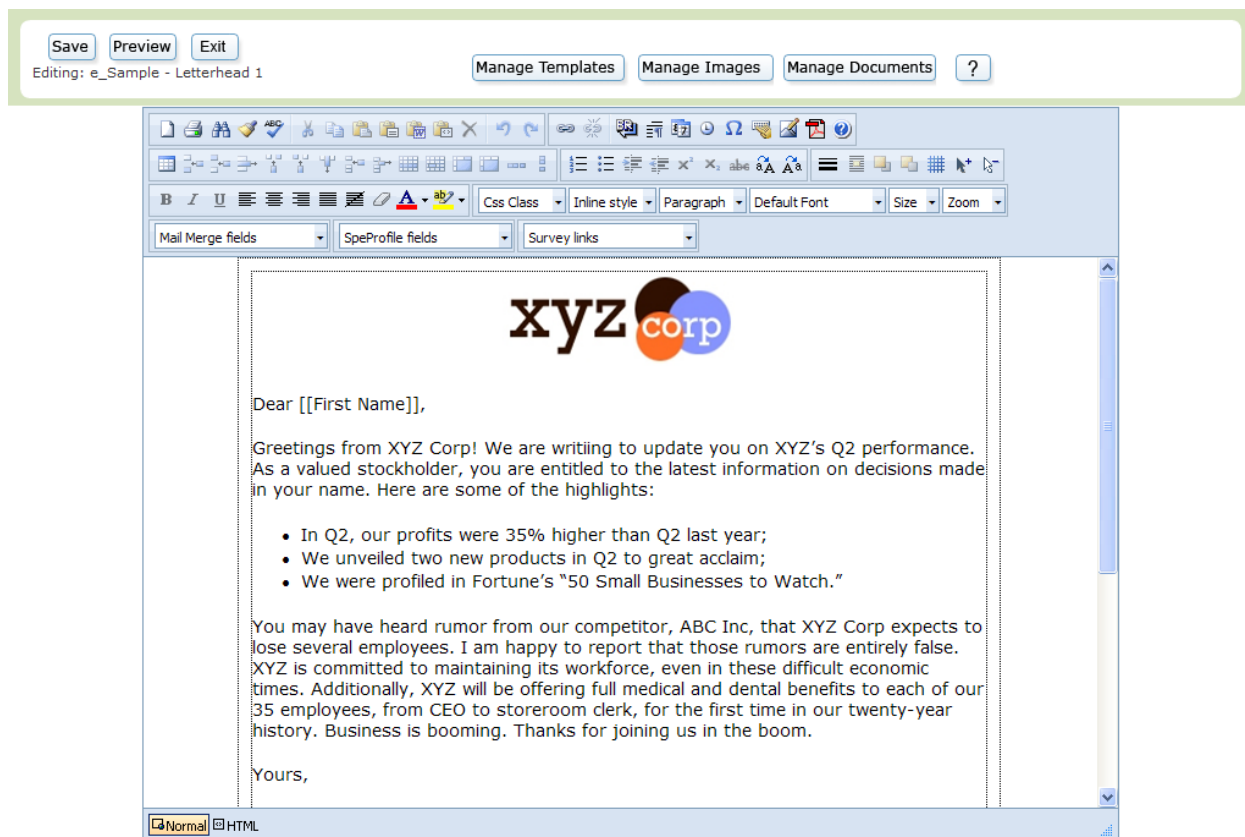 Save Preview Exit
Editing: e_Sample - Letterhead 1
Manage Templates Manage Images Manage Documents ?
ABC
B I U A ab Css Class Inline style Paragraph Default Font Size Zoom
Mail Merge fields SpeProfile fields Survey links
xyz corp
Dear [[First Name]],
Greetings from XYZ Corp! We are writiing to update you on XYZ’s Q2 performance.
As a valued stockholder, you are entitled to the latest information on decisions made
in your name. Here are some of the highlights:
• In Q2, our profits were 35% higher than Q2 last year;
• We unveiled two new products in Q2 to great acclaim;
• We were profiled in Fortune’s “50 Small Businesses to Watch.”
You may have heard rumor from our competitor, ABC Inc, that XYZ Corp expects to
lose several employees. I am happy to report that those rumors are entirely false.
XYZ is committed to maintaining its workforce, even in these difficult economic
times. Additionally, XYZ will be offering full medical and dental benefits to each of our
35 employees, from CEO to storeroom clerk, for the first time in our twenty-year
history. Business is booming. Thanks for joining us in the boom.
Yours,
Normal HTML